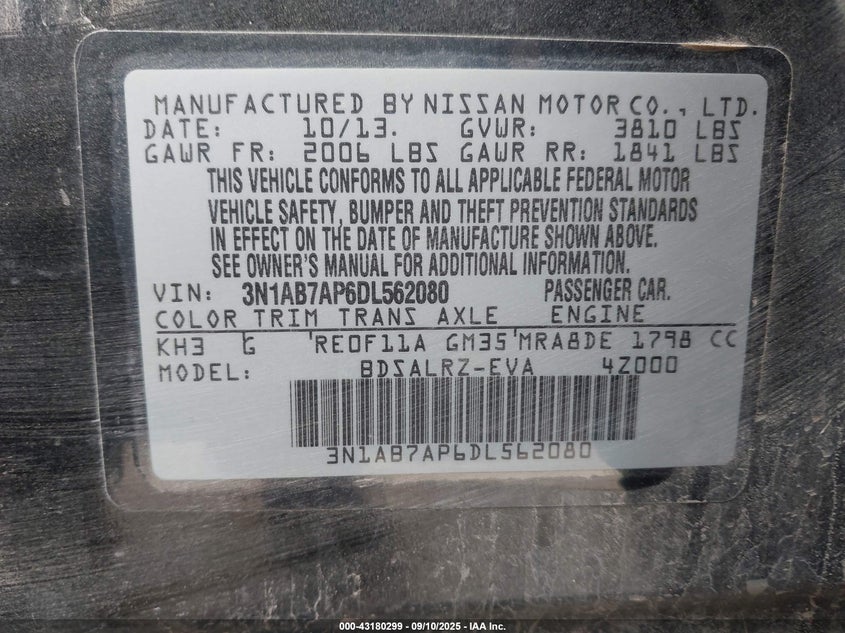 MANUFACTURED BY NISSAN MOTOR CO., LTD.
DATE: 10/13. GVWR: 3810 LBS
GAWR FR: 2006 LBS GAWR RR: 1841 LBS
THIS VEHICLE CONFORMS TO ALL APPLICABLE FEDERAL MOTOR
VEHICLE SAFETY, BUMPER AND THEFT PREVENTION STANDARDS
IN EFFECT ON THE DATE OF MANUFACTURE SHOWN ABOVE.
SEE OWNER'S MANUAL FOR ADDITIONAL INFORMATION.
VIN: 3N1AB7AP6DL562080 PASSENGER CAR.
COLOR TRIM TRANS AXLE ENGINE
KH3 G RE0F11A GM35 MRA8DE 1798 CC
MODEL: BDSALRZ-EVA 4Z000
3N1AB7AP6DL562080
000-43180299 - 09/10/2025 - IAA Inc.